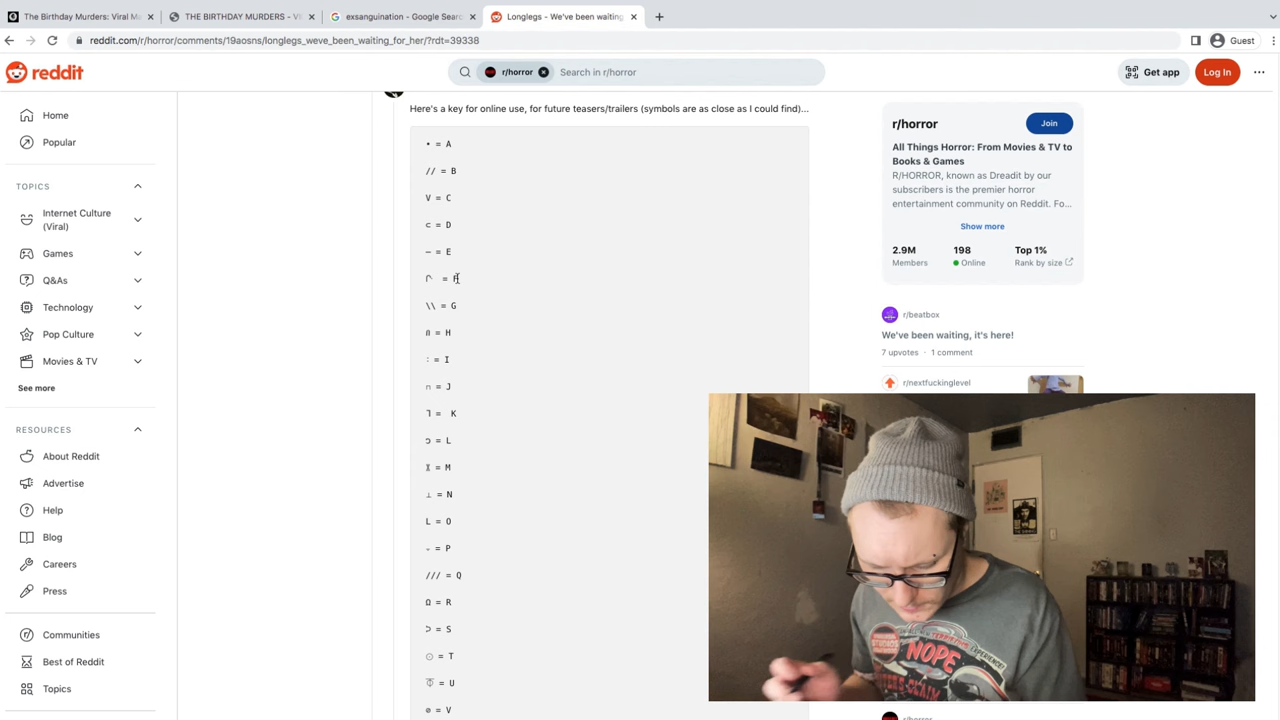 The Birthday Murders: Viral Ma
THE BIRTHDAY MURDERS - V
exsanguination - Google Searc
Longlegs - We've been waiting
reddit.com/r/horror/comments/19aosns/longlegs_weve_been_waiting_for_her/?rdt=39338
Guest
reddit
r/horror
Search in r/horror
Get app
Log In
Home
Popular
TOPICS
Internet Culture
(Viral)
Games
Q&As
Technology
Pop Culture
Movies & TV
See more
RESOURCES
About Reddit
Advertise
Help
Blog
Careers
Press
Communities
Best of Reddit
Topics
Here's a key for online use, for future teasers/trailers (symbols are as close as I could find)...
• = A
// = B
V = C
⊂ = D
— = E
= F
\\ = G
= H
: = I
∩ = J
= K
ɔ = L
= M
⊥ = N
L = O
= P
/// = Q
Ω = R
= S
⊙ = T
= U
⊘ = V
r/horror
Join
All Things Horror: From Movies & TV to
Books & Games
R/HORROR, known as Dreadit by our
subscribers is the premier horror
entertainment community on Reddit. Fo...
Show more
2.9M
198
Top 1%
Members
Online
Rank by size
r/beatbox
We've been waiting, it's here!
7 upvotes · 1 comment
r/nextfuckinglevel
NOPE
r/horror